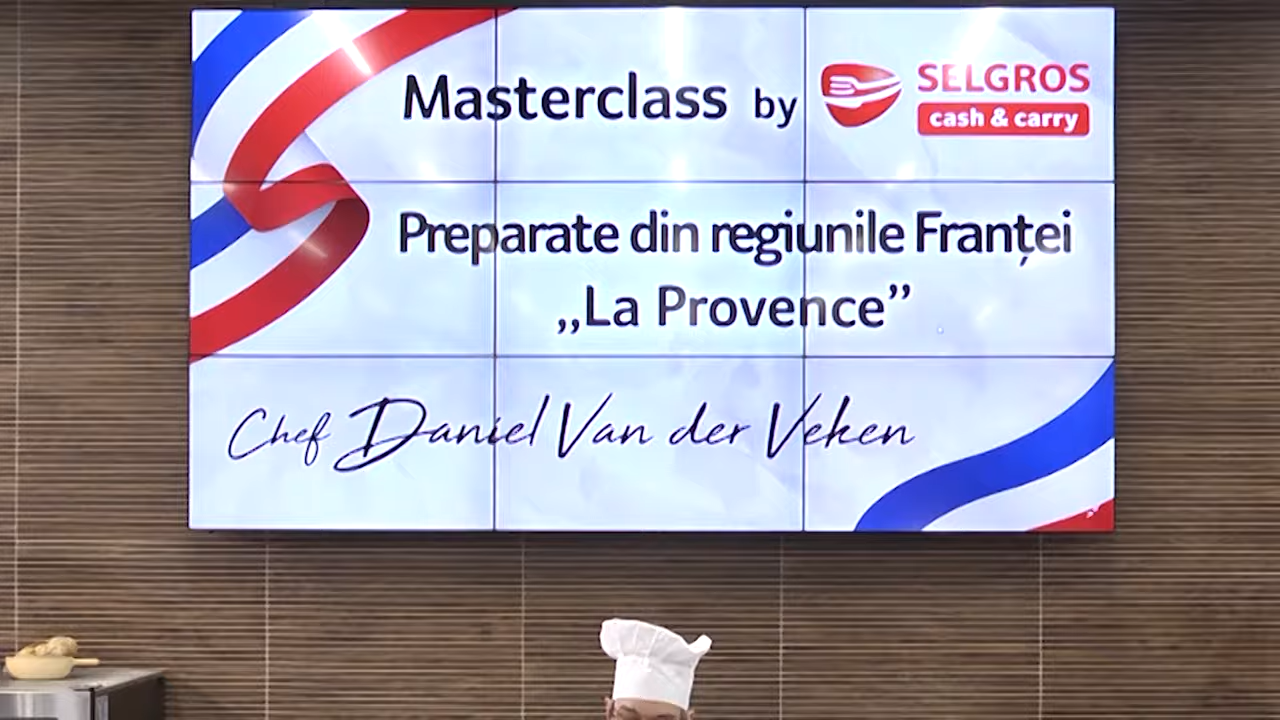 Masterclass by SELGROS
cash & carry
Preparate din regiunile Franței
„La Provence”
Chef Daniel Van der Veken